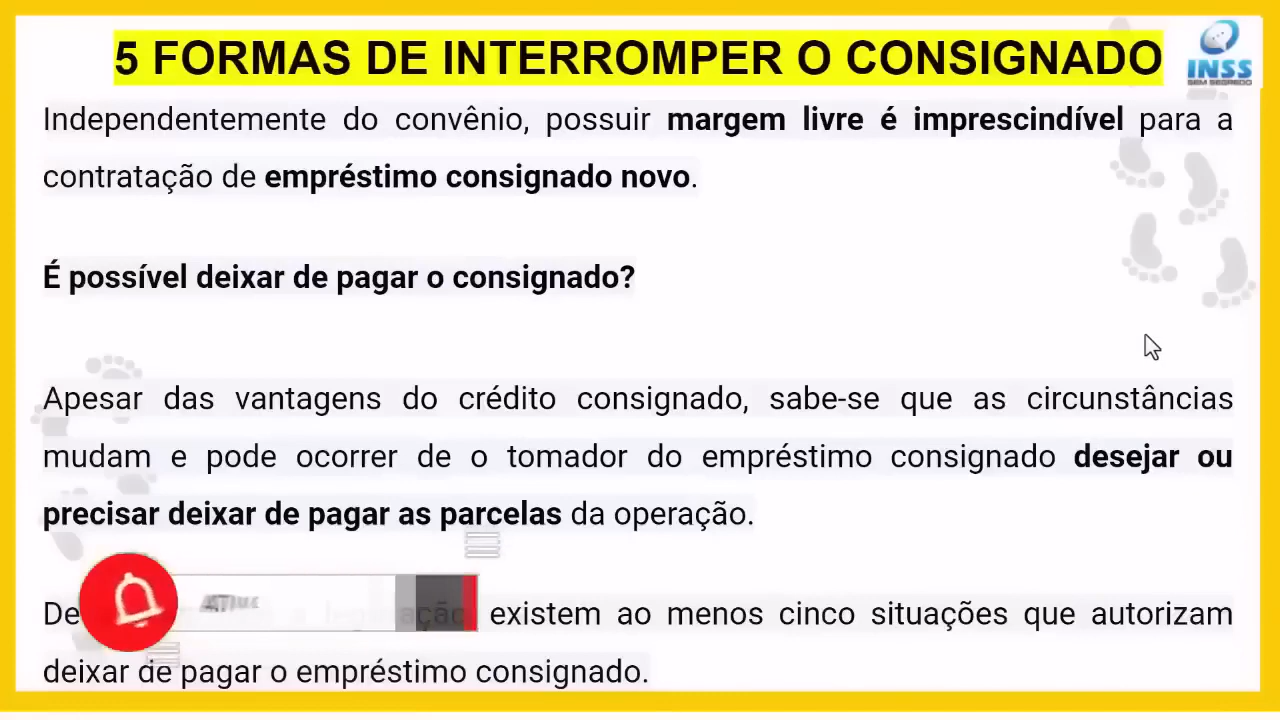 5 FORMAS DE INTERROMPER O CONSIGNADO
INSS
SEM SEGREDO
Independentemente do convênio, possuir margem livre é imprescindível para a
contratação de empréstimo consignado novo.
É possível deixar de pagar o consignado?
Apesar das vantagens do crédito consignado, sabe-se que as circunstâncias
mudam e pode ocorrer de o tomador do empréstimo consignado desejar ou
precisar deixar de pagar as parcelas da operação.
De existem ao menos cinco situações que autorizam
deixar de pagar o empréstimo consignado.